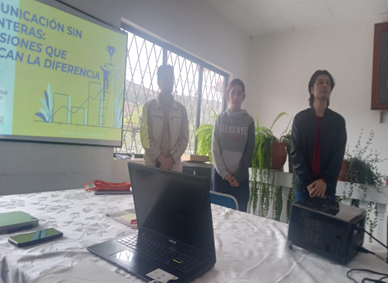 UNICACIÓN SIN
NTERAS:
SIONES QUE
CAN LA DIFERENCIA